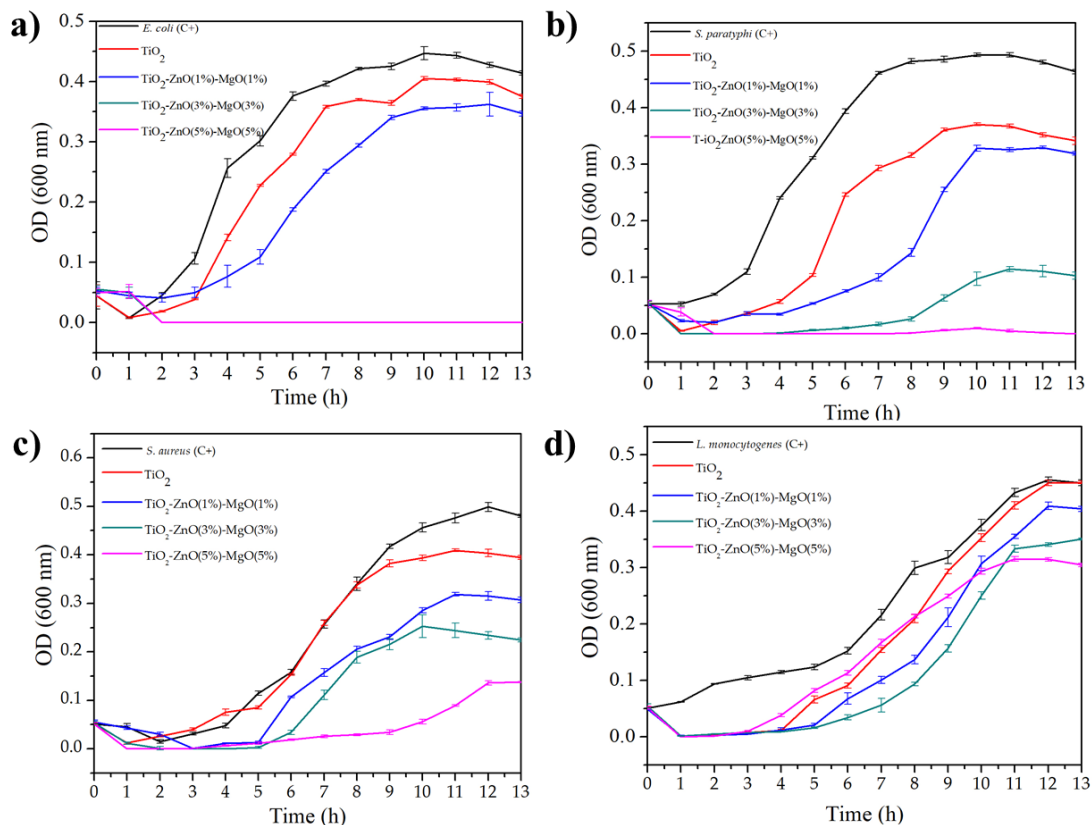 a)
E. coli (C+)
TiO2
TiO2-ZnO(1%)-MgO(1%)
TiO2-ZnO(3%)-MgO(3%)
TiO2-ZnO(5%)-MgO(5%)
OD (600 nm)
0.5
0.4
0.3
0.2
0.1
0.0
0 1 2 3 4 5 6 7 8 9 10 11 12 13
Time (h)
b)
S. paratyphi (C+)
TiO2
TiO2-ZnO(1%)-MgO(1%)
TiO2-ZnO(3%)-MgO(3%)
T-iO2ZnO(5%)-MgO(5%)
OD (600 nm)
0.5
0.4
0.3
0.2
0.1
0.0
0 1 2 3 4 5 6 7 8 9 10 11 12 13
Time (h)
c)
S. aureus (C+)
TiO2
TiO2-ZnO(1%)-MgO(1%)
TiO2-ZnO(3%)-MgO(3%)
TiO2-ZnO(5%)-MgO(5%)
OD (600 nm)
0.6
0.5
0.4
0.3
0.2
0.1
0.0
0 1 2 3 4 5 6 7 8 9 10 11 12 13
Time (h)
d)
L. monocytogenes (C+)
TiO2
TiO2-ZnO(1%)-MgO(1%)
TiO2-ZnO(3%)-MgO(3%)
TiO2-ZnO(5%)-MgO(5%)
OD (600 nm)
0.5
0.4
0.3
0.2
0.1
0.0
0 1 2 3 4 5 6 7 8 9 10 11 12 13
Time (h)